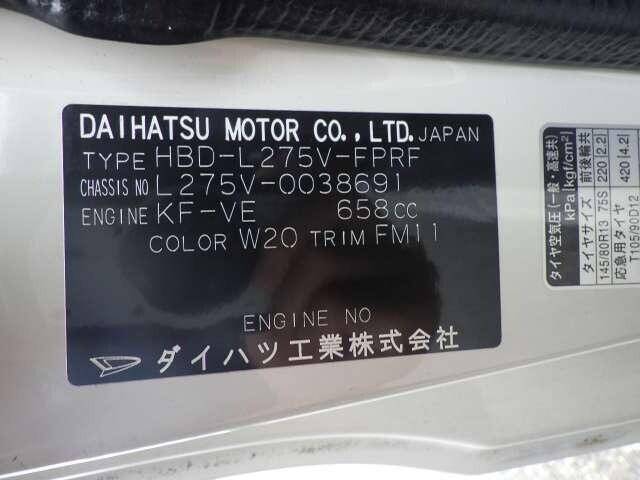 DAIHATSU MOTOR CO., LTD. JAPAN
TYPE HBD-L275V-FPRF
CHASSIS NO L275V-0038691
ENGINE KF-VE 658CC
COLOR W20 TRIM FM11
ENGINE NO
ダイハツ工業株式会社
タイヤ空気圧(一般・高速共)
kPa{kgf/cm²}
タイヤサイズ 前後輪共
145/80R13 75S 220{2.2}
応急用タイヤ 420{4.2}
T105/90D12